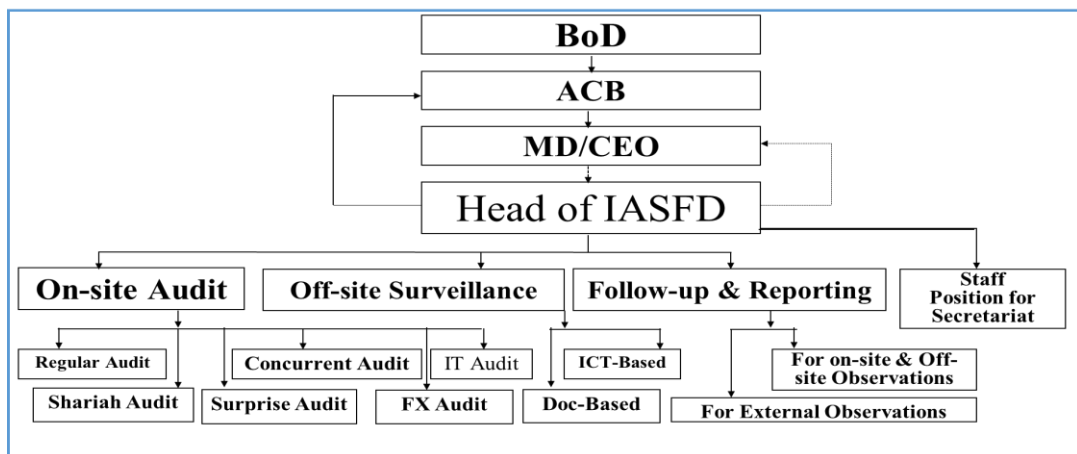 BoD
ACB
MD/CEO
Head of IASFD
On-site Audit
Off-site Surveillance
Follow-up & Reporting
Staff
Position for
Secretariat
Regular Audit
Concurrent Audit
IT Audit
ICT-Based
For on-site & Off-
site Observations
Shariah Audit
Surprise Audit
FX Audit
Doc-Based
For External Observations